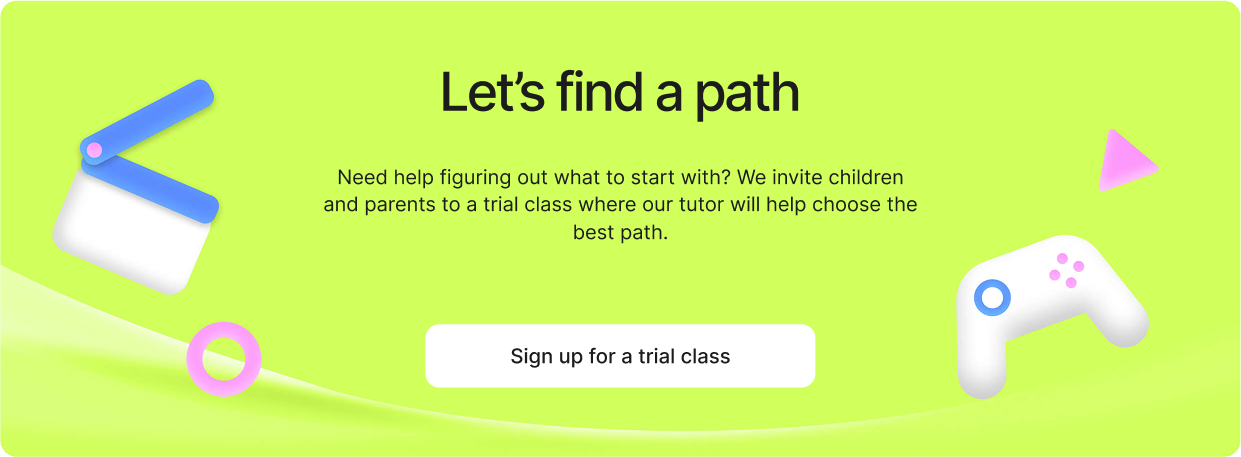 Let’s find a path
Need help figuring out what to start with? We invite children
and parents to a trial class where our tutor will help choose the
best path.
Sign up for a trial class